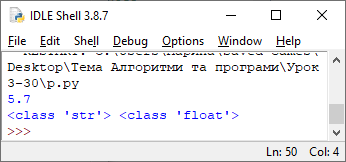 IDLE Shell 3.8.7
File Edit Shell Debug Options Window Help
Desktop\Тема Алгоритми та програми\Урок
3-30\p.py
5.7
<class 'str'> <class 'float'>
>>>
Ln: 50 Col: 4